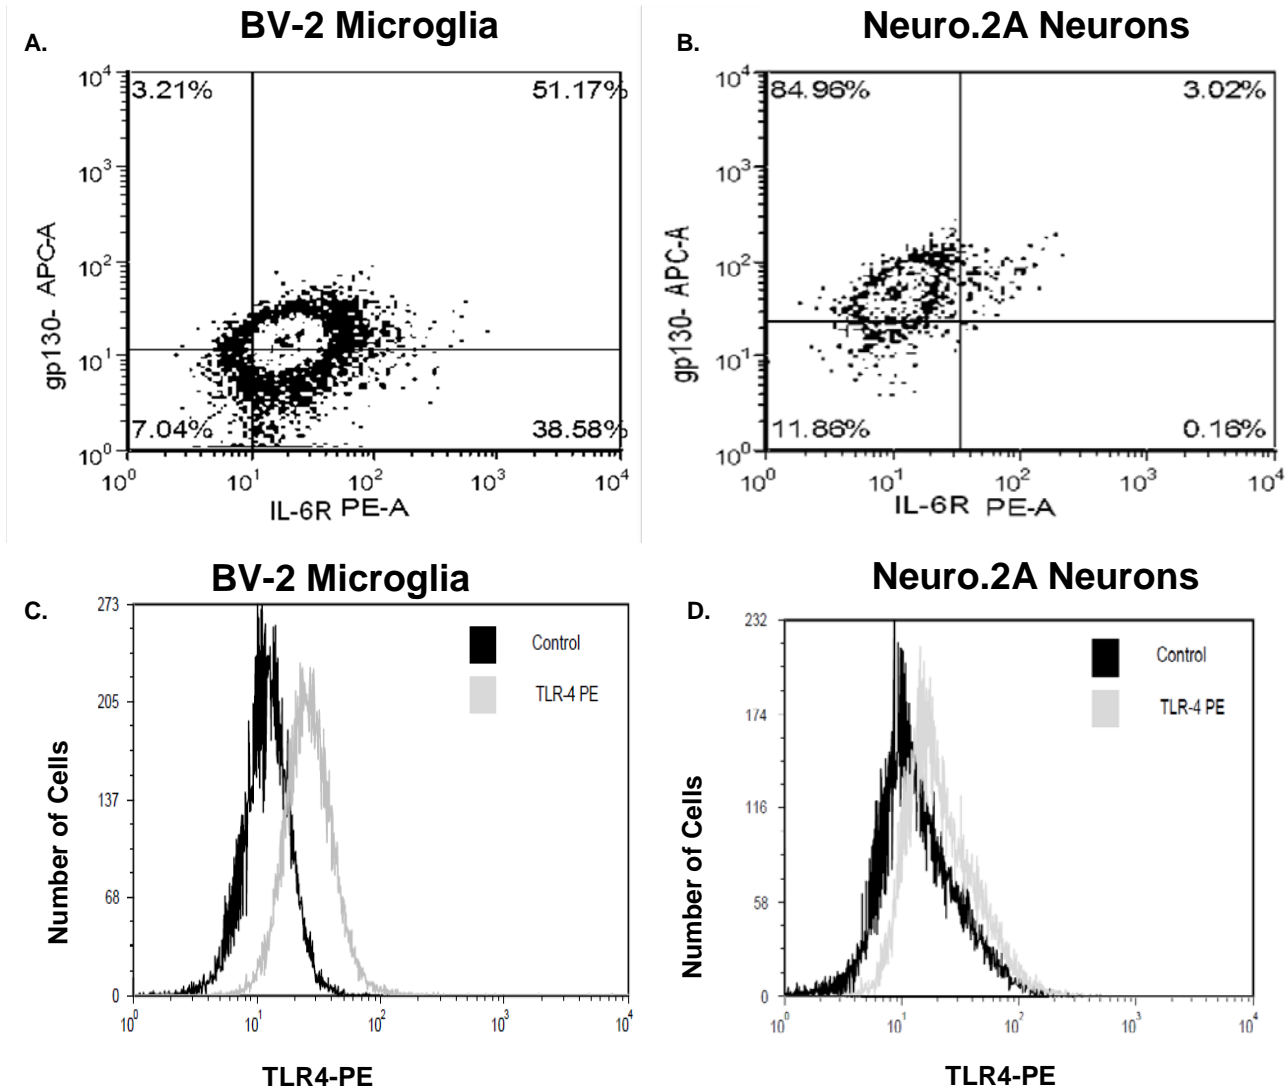 BV-2 Microglia
A.
10^4
3.21%
51.17%
10^3
10^2
10^1
7.04%
38.58%
10^0
10^0
10^1
10^2
10^3
10^4
gp130- APC-A
IL-6R PE-A
Neuro.2A Neurons
B.
10^4
84.96%
3.02%
10^3
10^2
10^1
11.86%
0.16%
10^0
10^0
10^1
10^2
10^3
10^4
gp130- APC-A
IL-6R PE-A
BV-2 Microglia
C.
273
205
137
68
0
Control
TLR-4 PE
Number of Cells
10^0
10^1
10^2
10^3
10^4
TLR4-PE
Neuro.2A Neurons
D.
232
174
116
58
0
Control
TLR-4 PE
Number of Cells
10^0
10^1
10^2
10^3
10^4
TLR4-PE